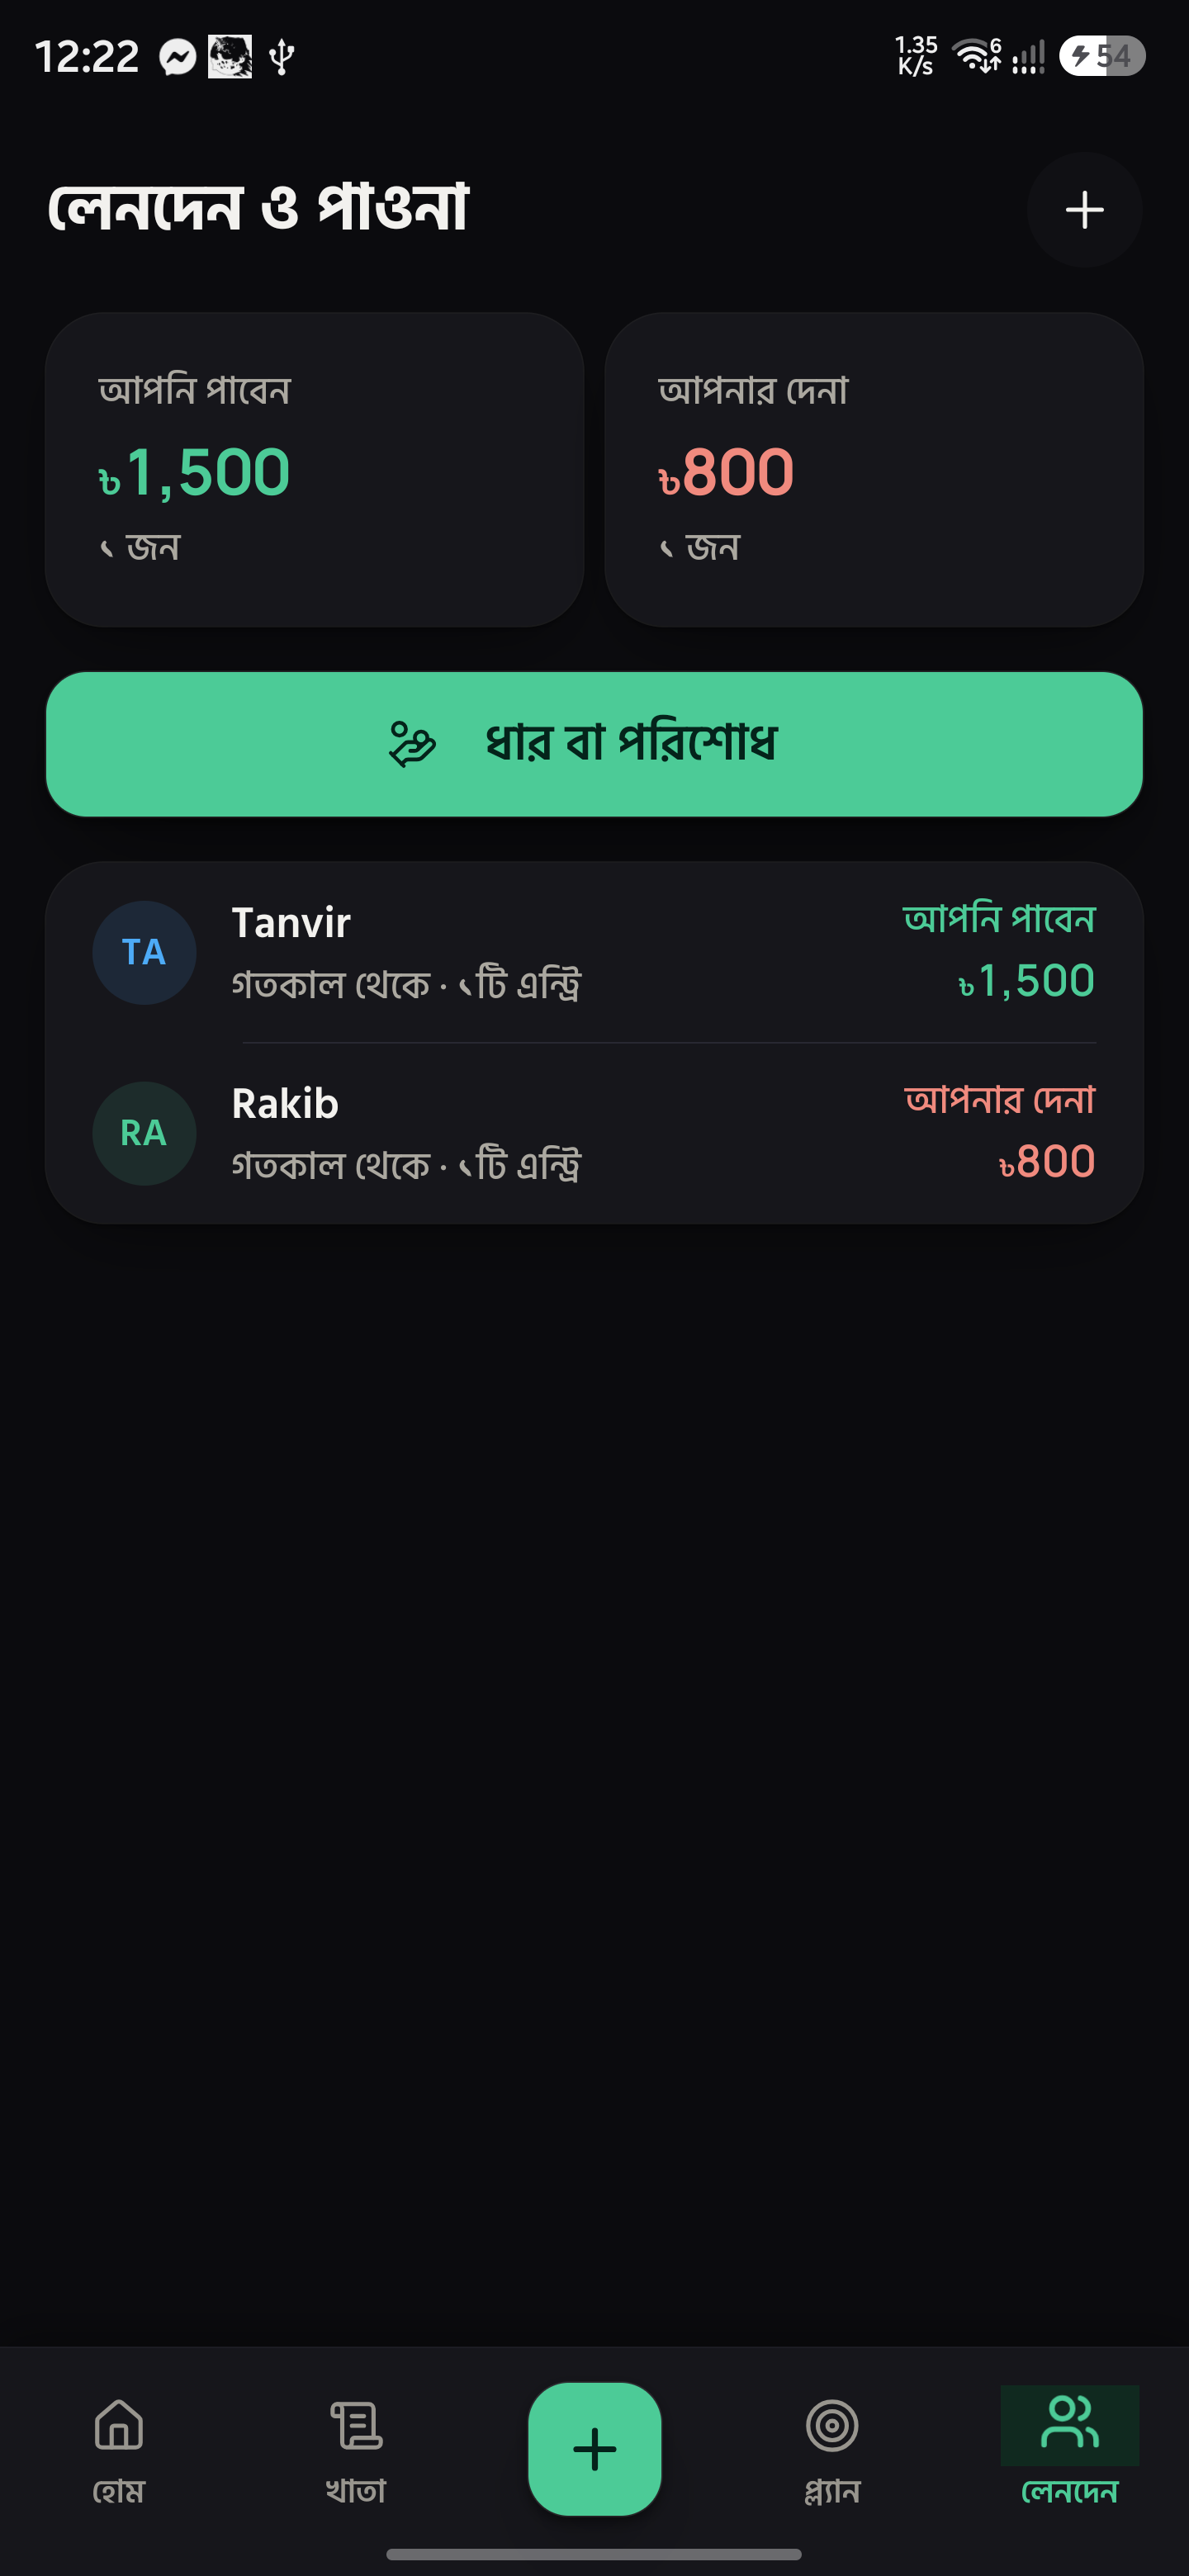 12:22
1.35 K/s
6
54
লেনদেন ও পাওনা
আপনি পাবেন
৳1,500
১ জন
আপনার দেনা
৳800
১ জন
ধার বা পরিশোধ
TA
Tanvir
গতকাল থেকে · ১টি এন্ট্রি
আপনি পাবেন
৳1,500
RA
Rakib
গতকাল থেকে · ১টি এন্ট্রি
আপনার দেনা
৳800
হোম
খাতা
প্ল্যান
লেনদেন